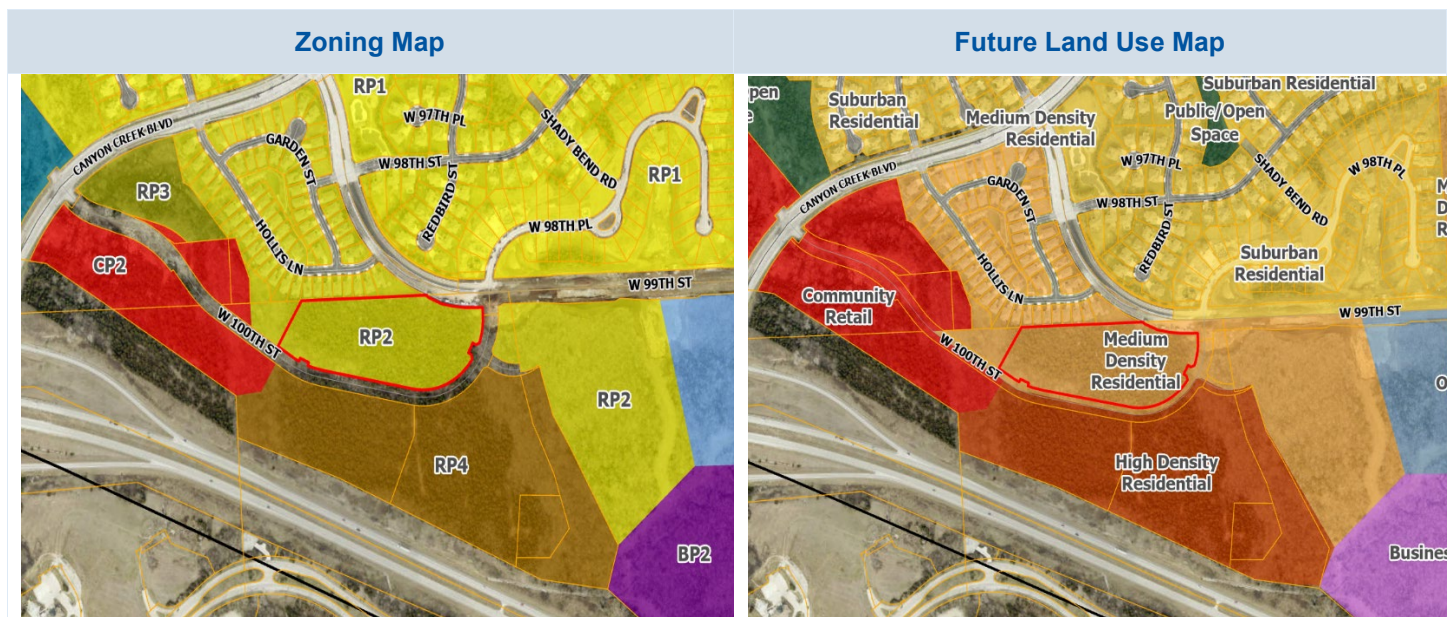 Zoning Map
RP1
CANYON CREEK BLVD
GARDEN ST
W 97TH PL
W 98TH ST
SHADY BEND RD
RP1
RP3
REDBIRD ST
W 98TH PL
HOLLIS LN
CP2
W 99TH ST
W 100TH ST
RP2
RP2
RP4
BP2
Future Land Use Map
pen
e
Suburban
Residential
Medium Density
Residential
Suburban Residential
Public/Open
Space
CANYON CREEK BLVD
GARDEN ST
W 97TH PL
W 98TH ST
SHADY BEND RD
W 98TH PL
M
D
R
REDBIRD ST
HOLLIS LN
Suburban
Residential
Community
Retail
W 99TH ST
W 100TH ST
Medium
Density
Residential
O
High Density
Residential
Busines